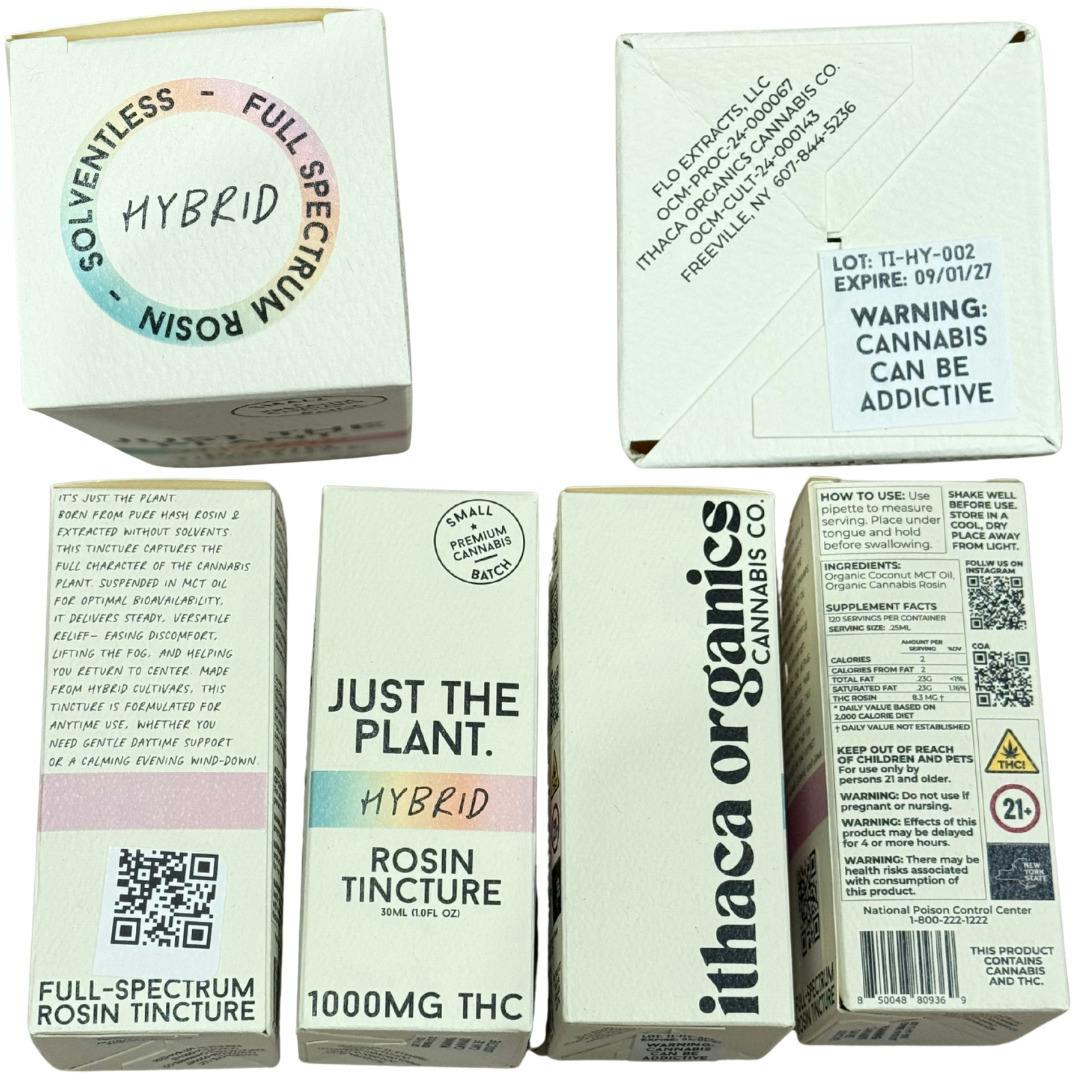 SOLVENTLESS - FULL SPECTRUM ROSIN -
HYBRID
SMALL
JUST THE
FLO EXTRACTS, LLC
OCM-PROC-24-000067
ITHACA ORGANICS CANNABIS CO.
OCM-CULT-24-000143
FREEVILLE, NY 607-844-5236
LOT: TI-HY-002
EXPIRE: 09/01/27
WARNING:
CANNABIS
CAN BE
ADDICTIVE
IT'S JUST THE PLANT.
BORN FROM PURE HASH ROSIN &
EXTRACTED WITHOUT SOLVENTS.
THIS TINCTURE CAPTURES THE
FULL CHARACTER OF THE CANNABIS
PLANT. SUSPENDED IN MCT OIL
FOR OPTIMAL BIOAVAILABILITY,
IT DELIVERS STEADY, VERSATILE
RELIEF— EASING DISCOMFORT,
LIFTING THE FOG, AND HELPING
YOU RETURN TO CENTER. MADE
FROM HYBRID CULTIVARS, THIS
TINCTURE IS FORMULATED FOR
ANYTIME USE, WHETHER YOU
NEED GENTLE DAYTIME SUPPORT
OR A CALMING EVENING WIND-DOWN.
FULL-SPECTRUM
ROSIN TINCTURE
SMALL
PREMIUM
CANNABIS
BATCH
JUST THE
PLANT.
HYBRID
ROSIN
TINCTURE
30ML (1.0FL OZ)
1000MG THC
ithaca organics
CANNABIS CO.
WARNING:
CANNABIS
CAN BE
ADDICTIVE
HOW TO USE: Use
pipette to measure
serving. Place under
tongue and hold
before swallowing.
SHAKE WELL
BEFORE USE.
STORE IN A
COOL, DRY
PLACE AWAY
FROM LIGHT.
INGREDIENTS:
Organic Coconut MCT Oil,
Organic Cannabis Rosin
FOLLW US ON
INSTAGRAM
SUPPLEMENT FACTS
120 SERVINGS PER CONTAINER
SERVING SIZE: .25ML
AMOUNT PER
SERVING %DV
CALORIES 2
CALORIES FROM FAT 2
TOTAL FAT .23G <1%
SATURATED FAT .23G 1.16%
THC ROSIN 8.3 MG †
* DAILY VALUE BASED ON
2,000 CALORIE DIET
† DAILY VALUE NOT ESTABLISHED
COA
KEEP OUT OF REACH
OF CHILDREN AND PETS
For use only by
persons 21 and older.
WARNING: Do not use if
pregnant or nursing.
WARNING: Effects of this
product may be delayed
for 4 or more hours.
WARNING: There may be
health risks associated
with consumption of
this product.
THC!
21+
NEW
YORK
STATE
National Poison Control Center
1-800-222-1222
8 50048 80936 9
THIS PRODUCT
CONTAINS
CANNABIS
AND THC.